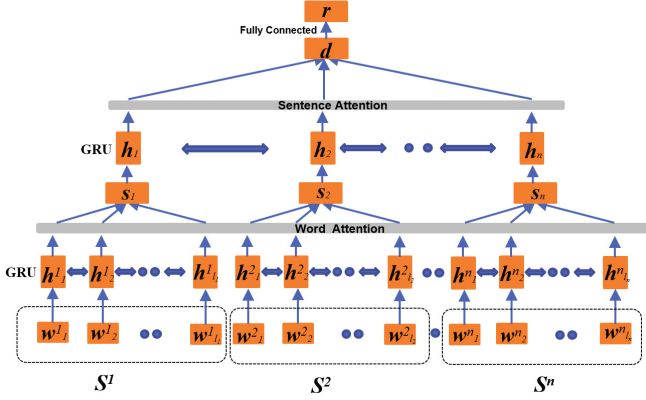 r
Fully Connected
d
Sentence Attention
GRU h₁ h₂ hₙ
s₁ s₂ sₙ
Word Attention
GRU h¹₁ h¹₂ h¹l₁ h²₁ h²₂ h²l₂ hⁿ₁ hⁿ₂ hⁿlₙ
w¹₁ w¹₂ w¹l₁ w²₁ w²₂ w²l₂ wⁿ₁ wⁿ₂ wⁿlₙ
S¹ S² Sⁿ